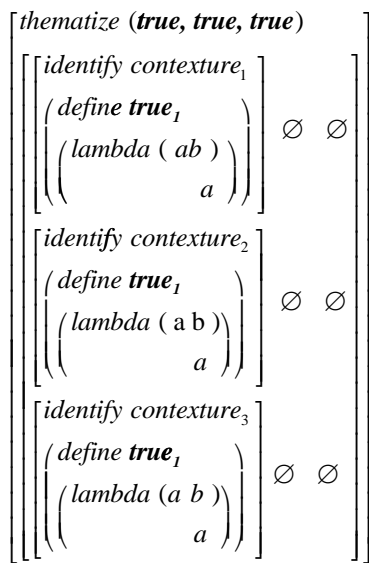 thematize (true, true, true)
identify contexture₁
define true₁
lambda ( ab )
a
∅ ∅
identify contexture₂
define true₁
lambda ( a b )
a
∅ ∅
identify contexture₃
define true₁
lambda (a b )
a
∅ ∅